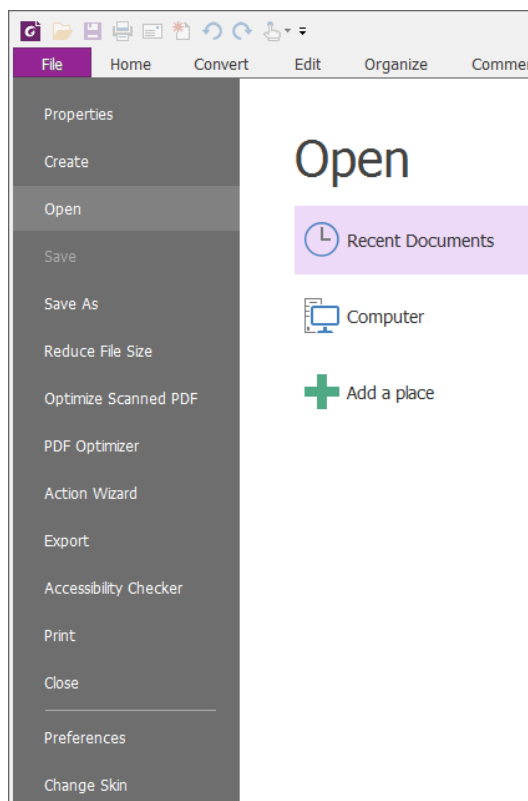 File Home Convert Edit Organize Commen
Properties
Create
Open
Save
Save As
Reduce File Size
Optimize Scanned PDF
PDF Optimizer
Action Wizard
Export
Accessibility Checker
Print
Close
Preferences
Change Skin
Open
Recent Documents
Computer
Add a place